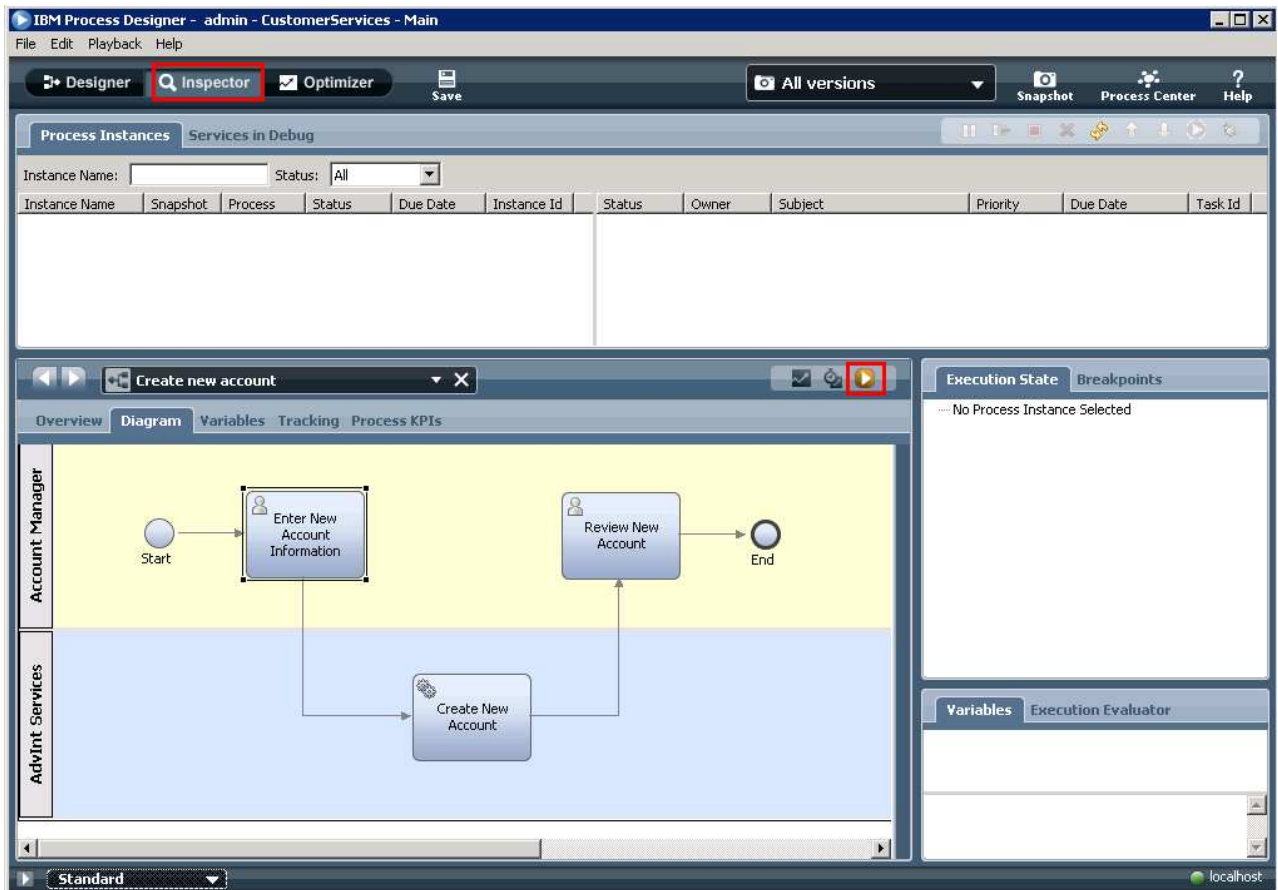 IBM Process Designer - admin - CustomerServices - Main
File Edit Playback Help
Designer Inspector Optimizer Save All versions Snapshot Process Center Help
Process Instances Services in Debug
Instance Name: Status: All
Instance Name Snapshot Process Status Due Date Instance Id Status Owner Subject Priority Due Date Task Id
Create new account
Execution State Breakpoints
Overview Diagram Variables Tracking Process KPIs
No Process Instance Selected
Account Manager
Start
Enter New
Account
Information
Review New
Account
End
AdvInt Services
Create New
Account
Variables Execution Evaluator
Standard
localhost